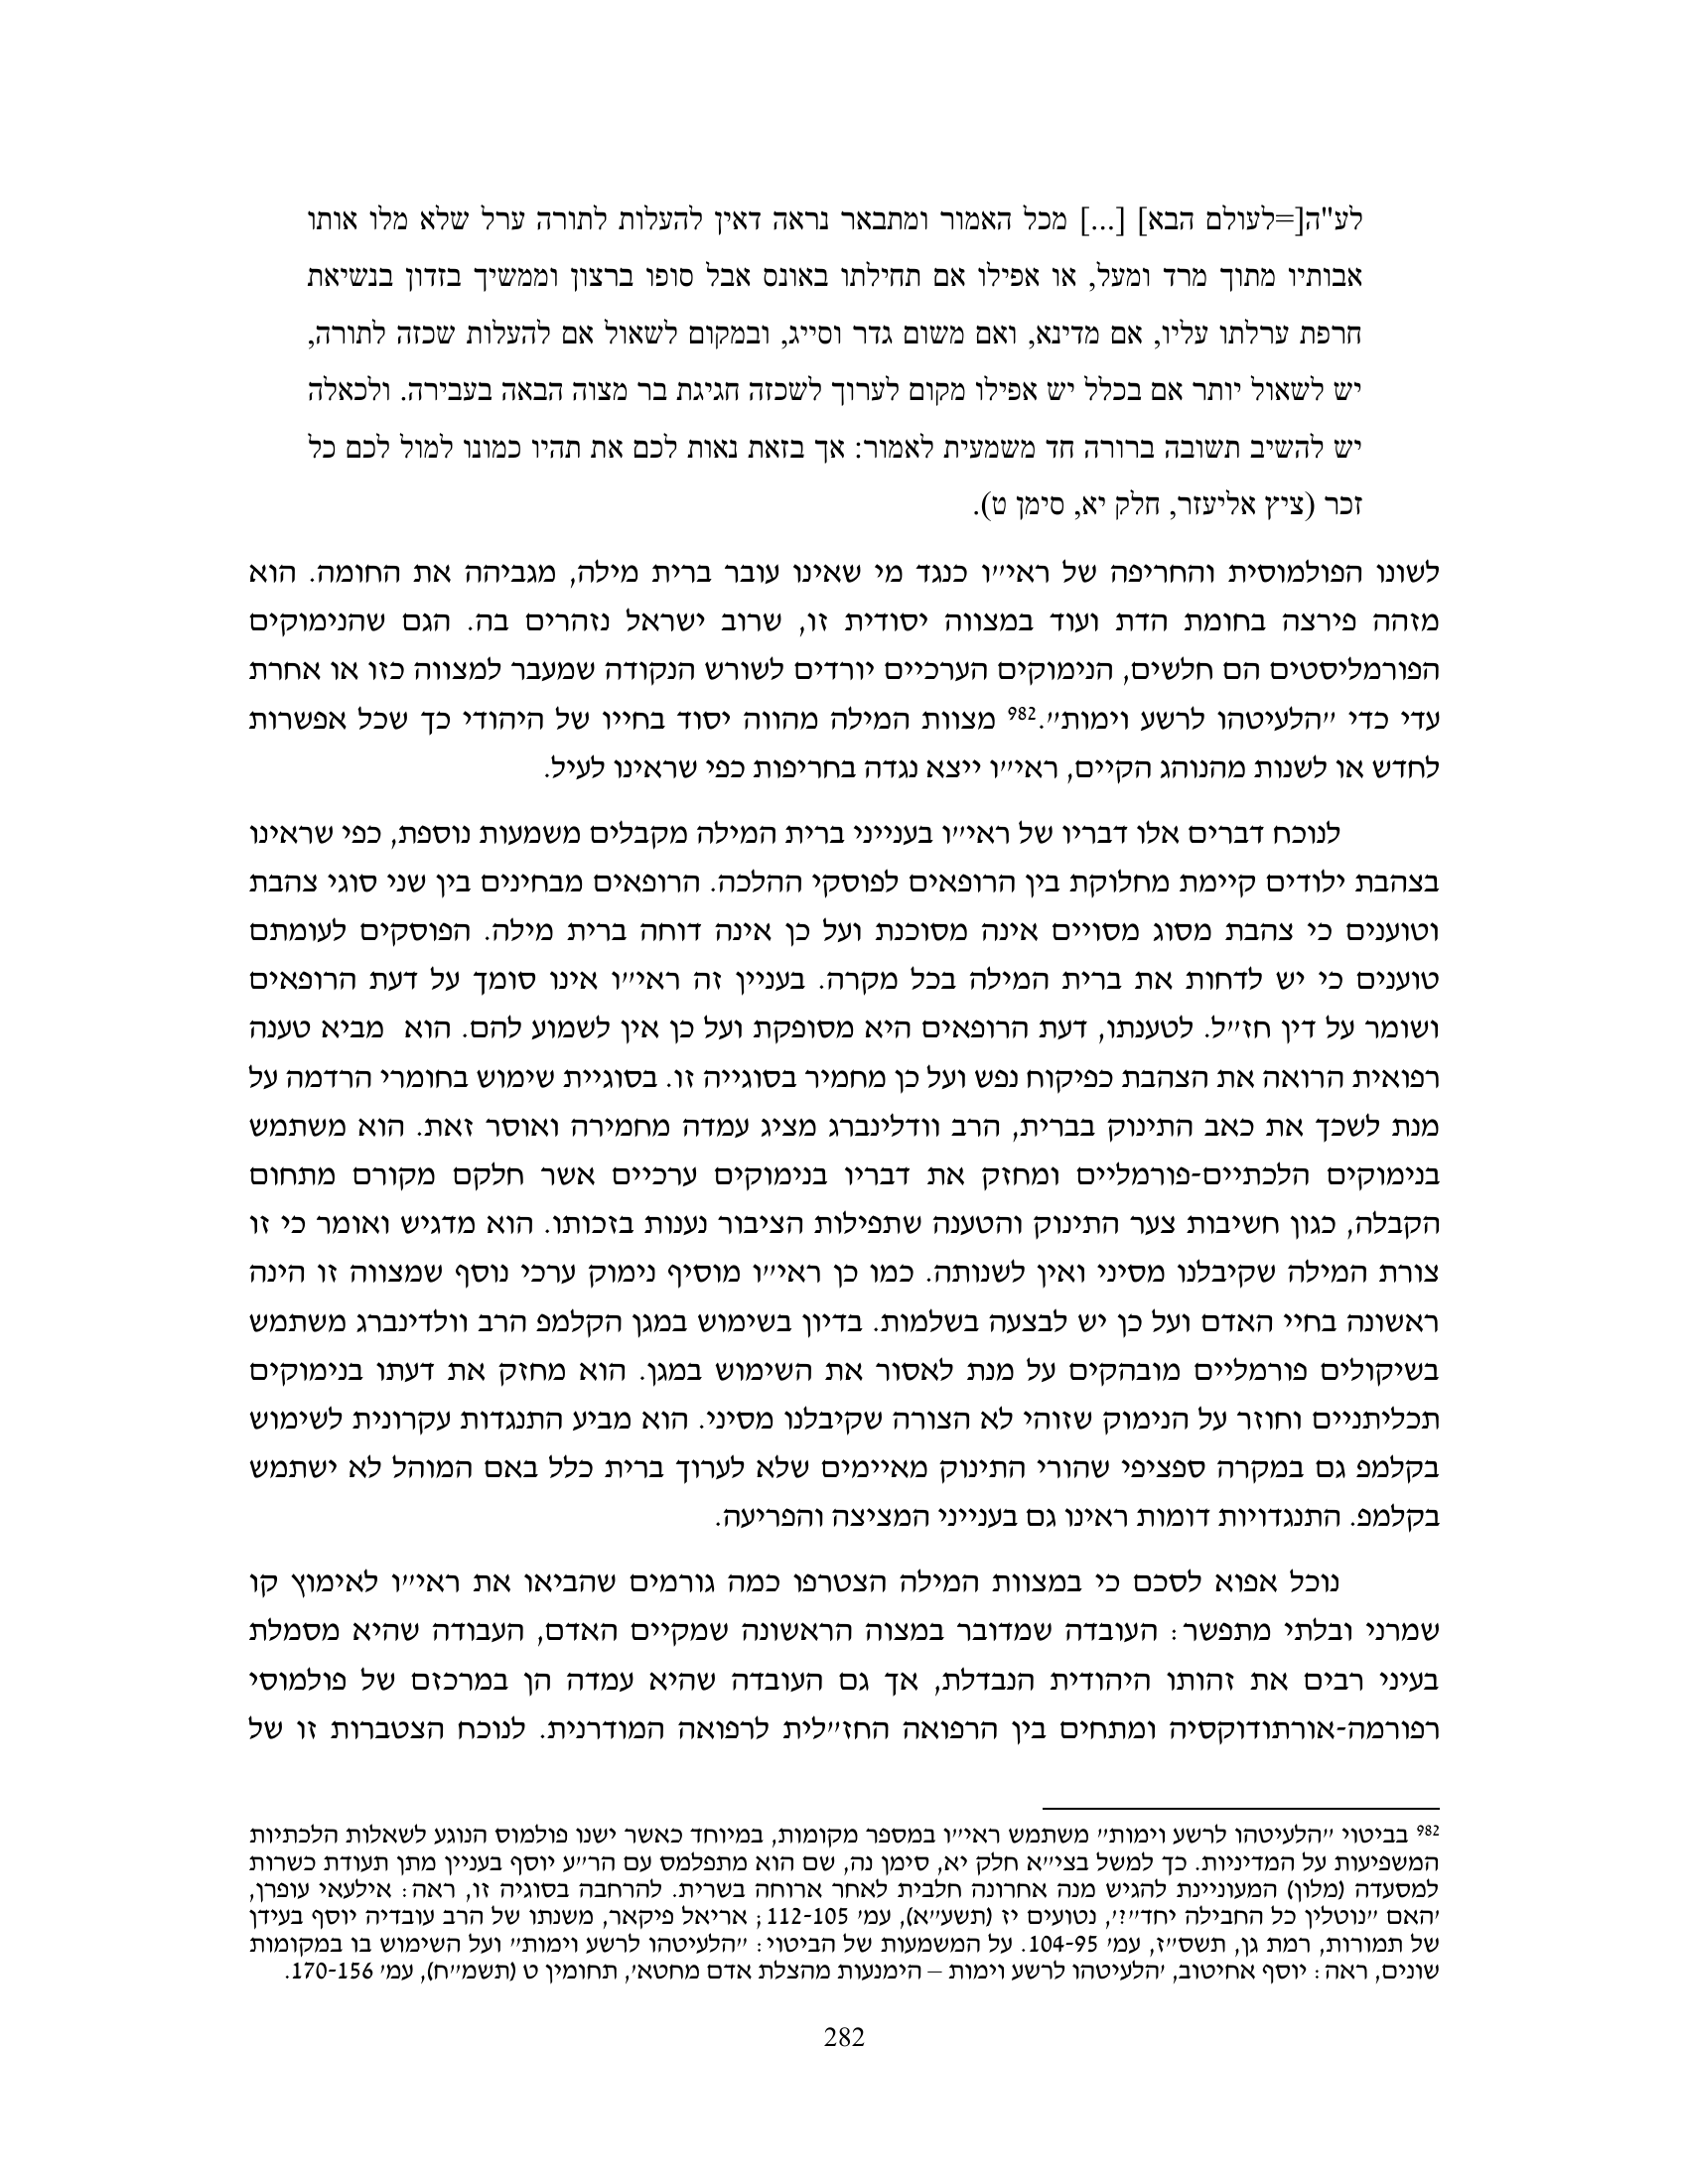 לע"ה[=לעולם הבא] [...] מכל האמור ומתבאר נראה דאין להעלות לתורה ערל שלא מלו אותו
אבותיו מתוך מרד ומעל, או אפילו אם תחילתו באונס אבל סופו ברצון וממשיך בזדון בנשיאת
חרפת ערלתו עליו, אם מדינא, ואם משום גדר וסייג, ובמקום לשאול אם להעלות שכזה לתורה,
יש לשאול יותר אם בכלל יש אפילו מקום לערוך לשכזה חגיגת בר מצוה הבאה בעבירה. ולכאלה
יש להשיב תשובה ברורה חד משמעית לאמור: אך בזאת נאות לכם את תהיו כמונו למול לכם כל
זכר (ציץ אליעזר, חלק יא, סימן ט).
לשונו הפולמוסית והחריפה של ראי״ו כנגד מי שאינו עובר ברית מילה, מגביהה את החומה. הוא
מזהה פירצה בחומת הדת ועוד במצווה יסודית זו, שרוב ישראל נזהרים בה. הגם שהנימוקים
הפורמליסטים הם חלשים, הנימוקים הערכיים יורדים לשורש הנקודה שמעבר למצווה כזו או אחרת
עדי כדי ״הלעיטהו לרשע וימות״.982 מצוות המילה מהווה יסוד בחייו של היהודי כך שכל אפשרות
לחדש או לשנות מהנוהג הקיים, ראי״ו ייצא נגדה בחריפות כפי שראינו לעיל.
לנוכח דברים אלו דבריו של ראי״ו בענייני ברית המילה מקבלים משמעות נוספת, כפי שראינו
בצהבת ילודים קיימת מחלוקת בין הרופאים לפוסקי ההלכה. הרופאים מבחינים בין שני סוגי צהבת
וטוענים כי צהבת מסוג מסויים אינה מסוכנת ועל כן אינה דוחה ברית מילה. הפוסקים לעומתם
טוענים כי יש לדחות את ברית המילה בכל מקרה. בעניין זה ראי״ו אינו סומך על דעת הרופאים
ושומר על דין חז״ל. לטענתו, דעת הרופאים היא מסופקת ועל כן אין לשמוע להם. הוא  מביא טענה
רפואית הרואה את הצהבת כפיקוח נפש ועל כן מחמיר בסוגייה זו. בסוגיית שימוש בחומרי הרדמה על
מנת לשכך את כאב התינוק בברית, הרב וודלינברג מציג עמדה מחמירה ואוסר זאת. הוא משתמש
בנימוקים הלכתיים-פורמליים ומחזק את דבריו בנימוקים ערכיים אשר חלקם מקורם מתחום
הקבלה, כגון חשיבות צער התינוק והטענה שתפילות הציבור נענות בזכותו. הוא מדגיש ואומר כי זו
צורת המילה שקיבלנו מסיני ואין לשנותה. כמו כן ראי״ו מוסיף נימוק ערכי נוסף שמצווה זו הינה
ראשונה בחיי האדם ועל כן יש לבצעה בשלמות. בדיון בשימוש במגן הקלמפ הרב וולדינברג משתמש
בשיקולים פורמליים מובהקים על מנת לאסור את השימוש במגן. הוא מחזק את דעתו בנימוקים
תכליתניים וחוזר על הנימוק שזוהי לא הצורה שקיבלנו מסיני. הוא מביע התנגדות עקרונית לשימוש
בקלמפ גם במקרה ספציפי שהורי התינוק מאיימים שלא לערוך ברית כלל באם המוהל לא ישתמש
בקלמפ. התנגדויות דומות ראינו גם בענייני המציצה והפריעה.
נוכל אפוא לסכם כי במצוות המילה הצטרפו כמה גורמים שהביאו את ראי״ו לאימוץ קו
שמרני ובלתי מתפשר: העובדה שמדובר במצוה הראשונה שמקיים האדם, העבודה שהיא מסמלת
בעיני רבים את זהותו היהודית הנבדלת, אך גם העובדה שהיא עמדה הן במרכזם של פולמוסי
רפורמה-אורתודוקסיה ומתחים בין הרפואה החז״לית לרפואה המודרנית. לנוכח הצטברות זו של
982 בביטוי ״הלעיטהו לרשע וימות״ משתמש ראי״ו במספר מקומות, במיוחד כאשר ישנו פולמוס הנוגע לשאלות הלכתיות
המשפיעות על המדיניות. כך למשל בצי״א חלק יא, סימן נה, שם הוא מתפלמס עם הר״ע יוסף בעניין מתן תעודת כשרות
למסעדה (מלון) המעוניינת להגיש מנה אחרונה חלבית לאחר ארוחה בשרית. להרחבה בסוגיה זו, ראה: אילעאי עופרן,
׳האם ״נוטלין כל החבילה יחד״?׳, נטועים יז (תשע״א), עמ׳ 112-105; אריאל פיקאר, משנתו של הרב עובדיה יוסף בעידן
של תמורות, רמת גן, תשס״ז, עמ׳ 104-95. על המשמעות של הביטוי: ״הלעיטהו לרשע וימות״ ועל השימוש בו במקומות
שונים, ראה: יוסף אחיטוב, ׳הלעיטהו לרשע וימות – הימנעות מהצלת אדם מחטא׳, תחומין ט (תשמ״ח), עמ׳ 170-156.
282